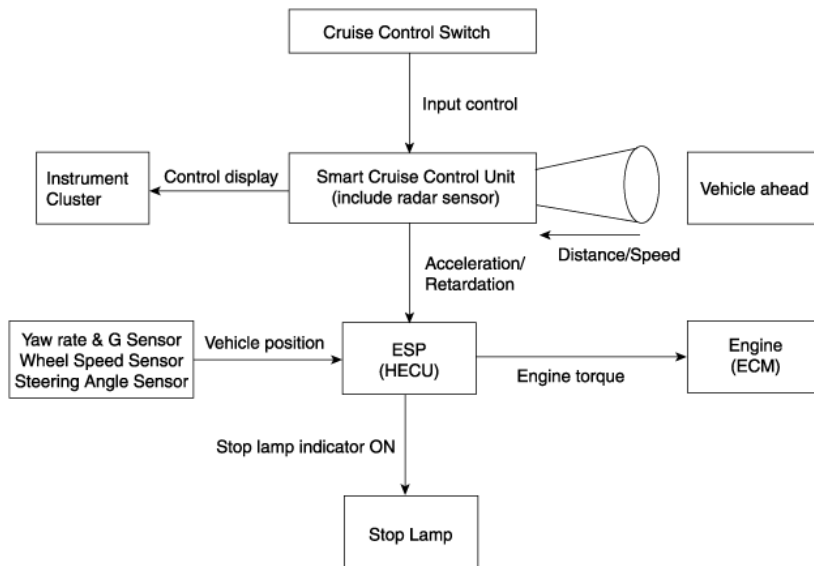 Cruise Control Switch
Input control
Instrument
Cluster
Control display
Smart Cruise Control Unit
(include radar sensor)
Vehicle ahead
Distance/Speed
Acceleration/
Retardation
Yaw rate & G Sensor
Wheel Speed Sensor
Steering Angle Sensor
Vehicle position
ESP
(HECU)
Engine torque
Engine
(ECM)
Stop lamp indicator ON
Stop Lamp